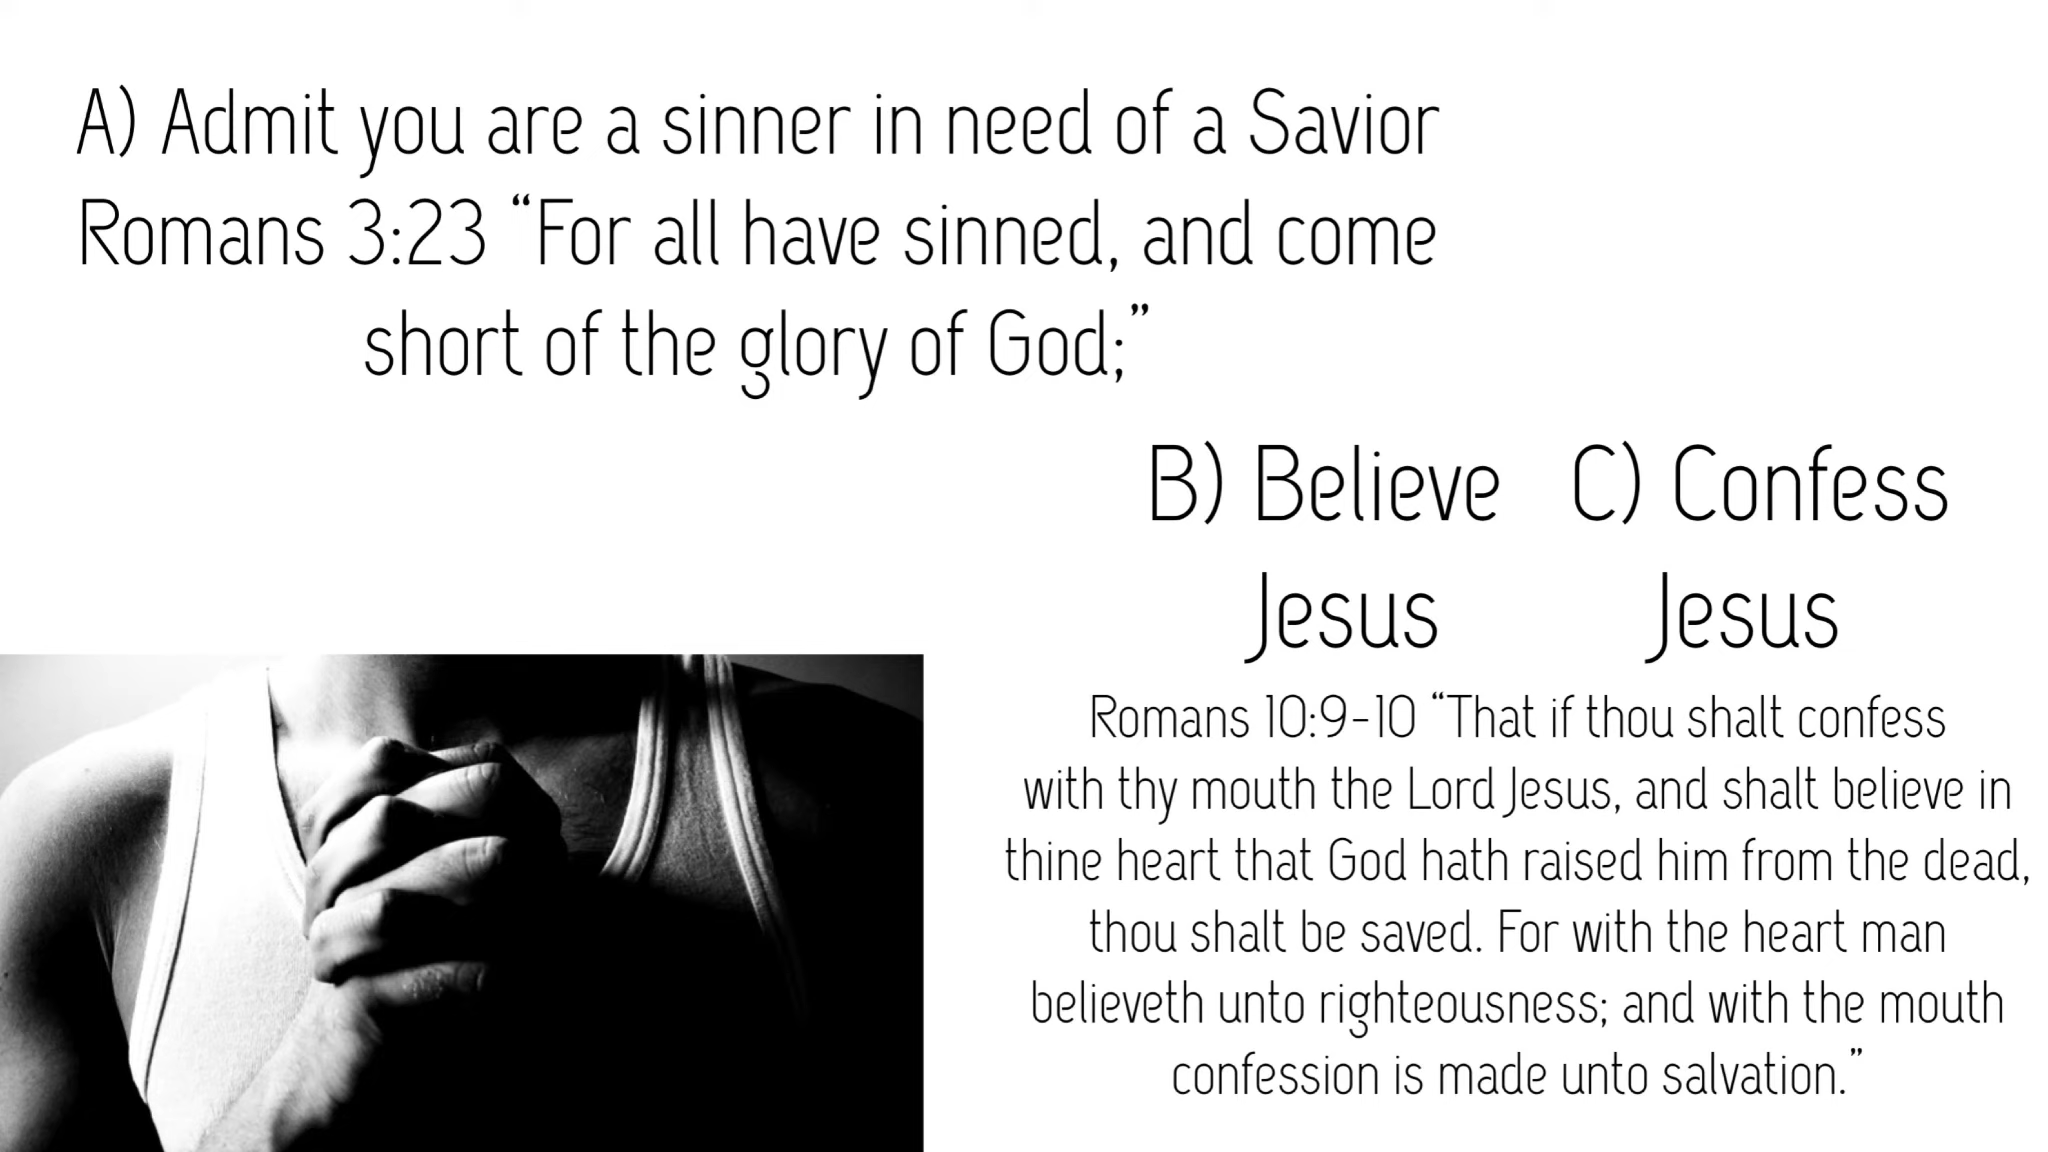 A) Admit you are a sinner in need of a Savior
Romans 3:23 “For all have sinned, and come
short of the glory of God;”
B) Believe
Jesus
C) Confess
Jesus
Romans 10:9-10 “That if thou shalt confess
with thy mouth the Lord Jesus, and shalt believe in
thine heart that God hath raised him from the dead,
thou shalt be saved. For with the heart man
believeth unto righteousness; and with the mouth
confession is made unto salvation.”